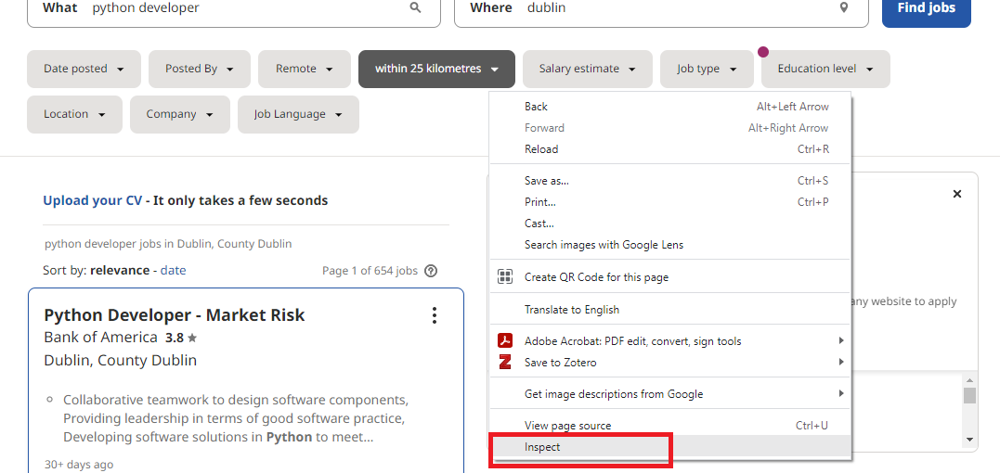 What python developer Where dublin Find jobs
Date posted Posted By Remote within 25 kilometres Salary estimate Job type Education level
Location Company Job Language
Upload your CV - It only takes a few seconds
python developer jobs in Dublin, County Dublin
Sort by: relevance - date Page 1 of 654 jobs ?
Python Developer - Market Risk
Bank of America 3.8
Dublin, County Dublin
Collaborative teamwork to design software components,
Providing leadership in terms of good software practice,
Developing software solutions in Python to meet...
30+ days ago
Back Alt+Left Arrow
Forward Alt+Right Arrow
Reload Ctrl+R
Save as... Ctrl+S
Print... Ctrl+P
Cast...
Search images with Google Lens
Create QR Code for this page
Translate to English
Adobe Acrobat: PDF edit, convert, sign tools
Save to Zotero
Get image descriptions from Google
View page source Ctrl+U
Inspect
any website to apply